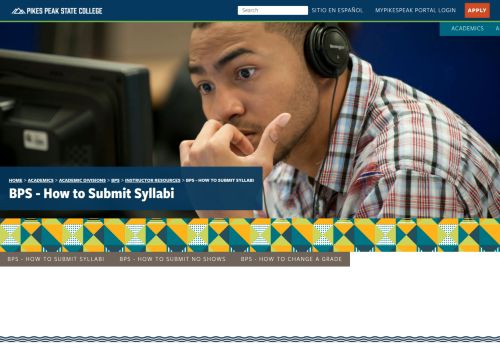 PIKES PEAK STATE COLLEGE
Search
SITIO EN ESPAÑOL
MYPIKESPEAK PORTAL LOGIN
APPLY
ACADEMICS
HOME > ACADEMICS > ACADEMIC DIVISIONS > BPS > INSTRUCTOR RESOURCES > BPS - HOW TO SUBMIT SYLLABI
BPS - How to Submit Syllabi
BPS - HOW TO SUBMIT SYLLABI
BPS - HOW TO SUBMIT NO SHOWS
BPS - HOW TO CHANGE A GRADE